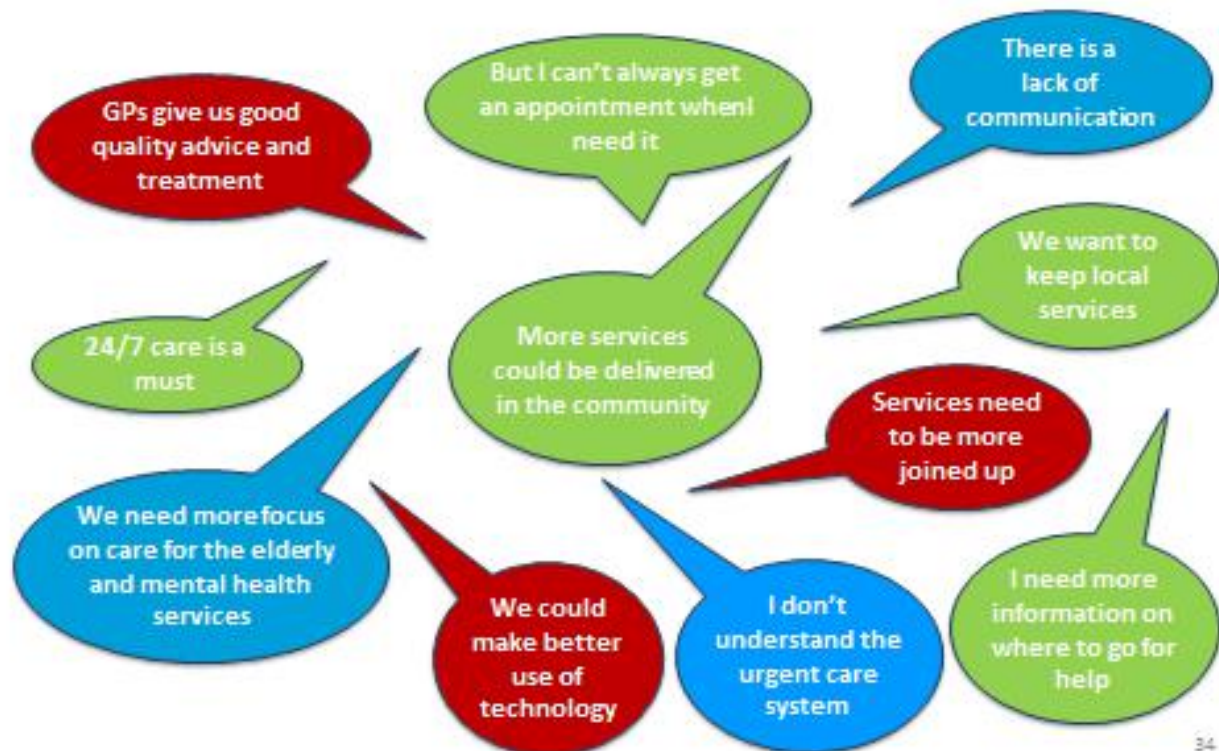 GPs give us good
quality advice and
treatment
But I can't always get
an appointment whenI
need it
There is a
lack of
communication
We want to
keep local
services
24/7 care is a
must
More services
could be delivered
in the community
Services need
to be more
joined up
We need more focus
on care for the elderly
and mental health
services
We could
make better
use of
technology
I don't
understand the
urgent care
system
I need more
information on
where to go for
help
34